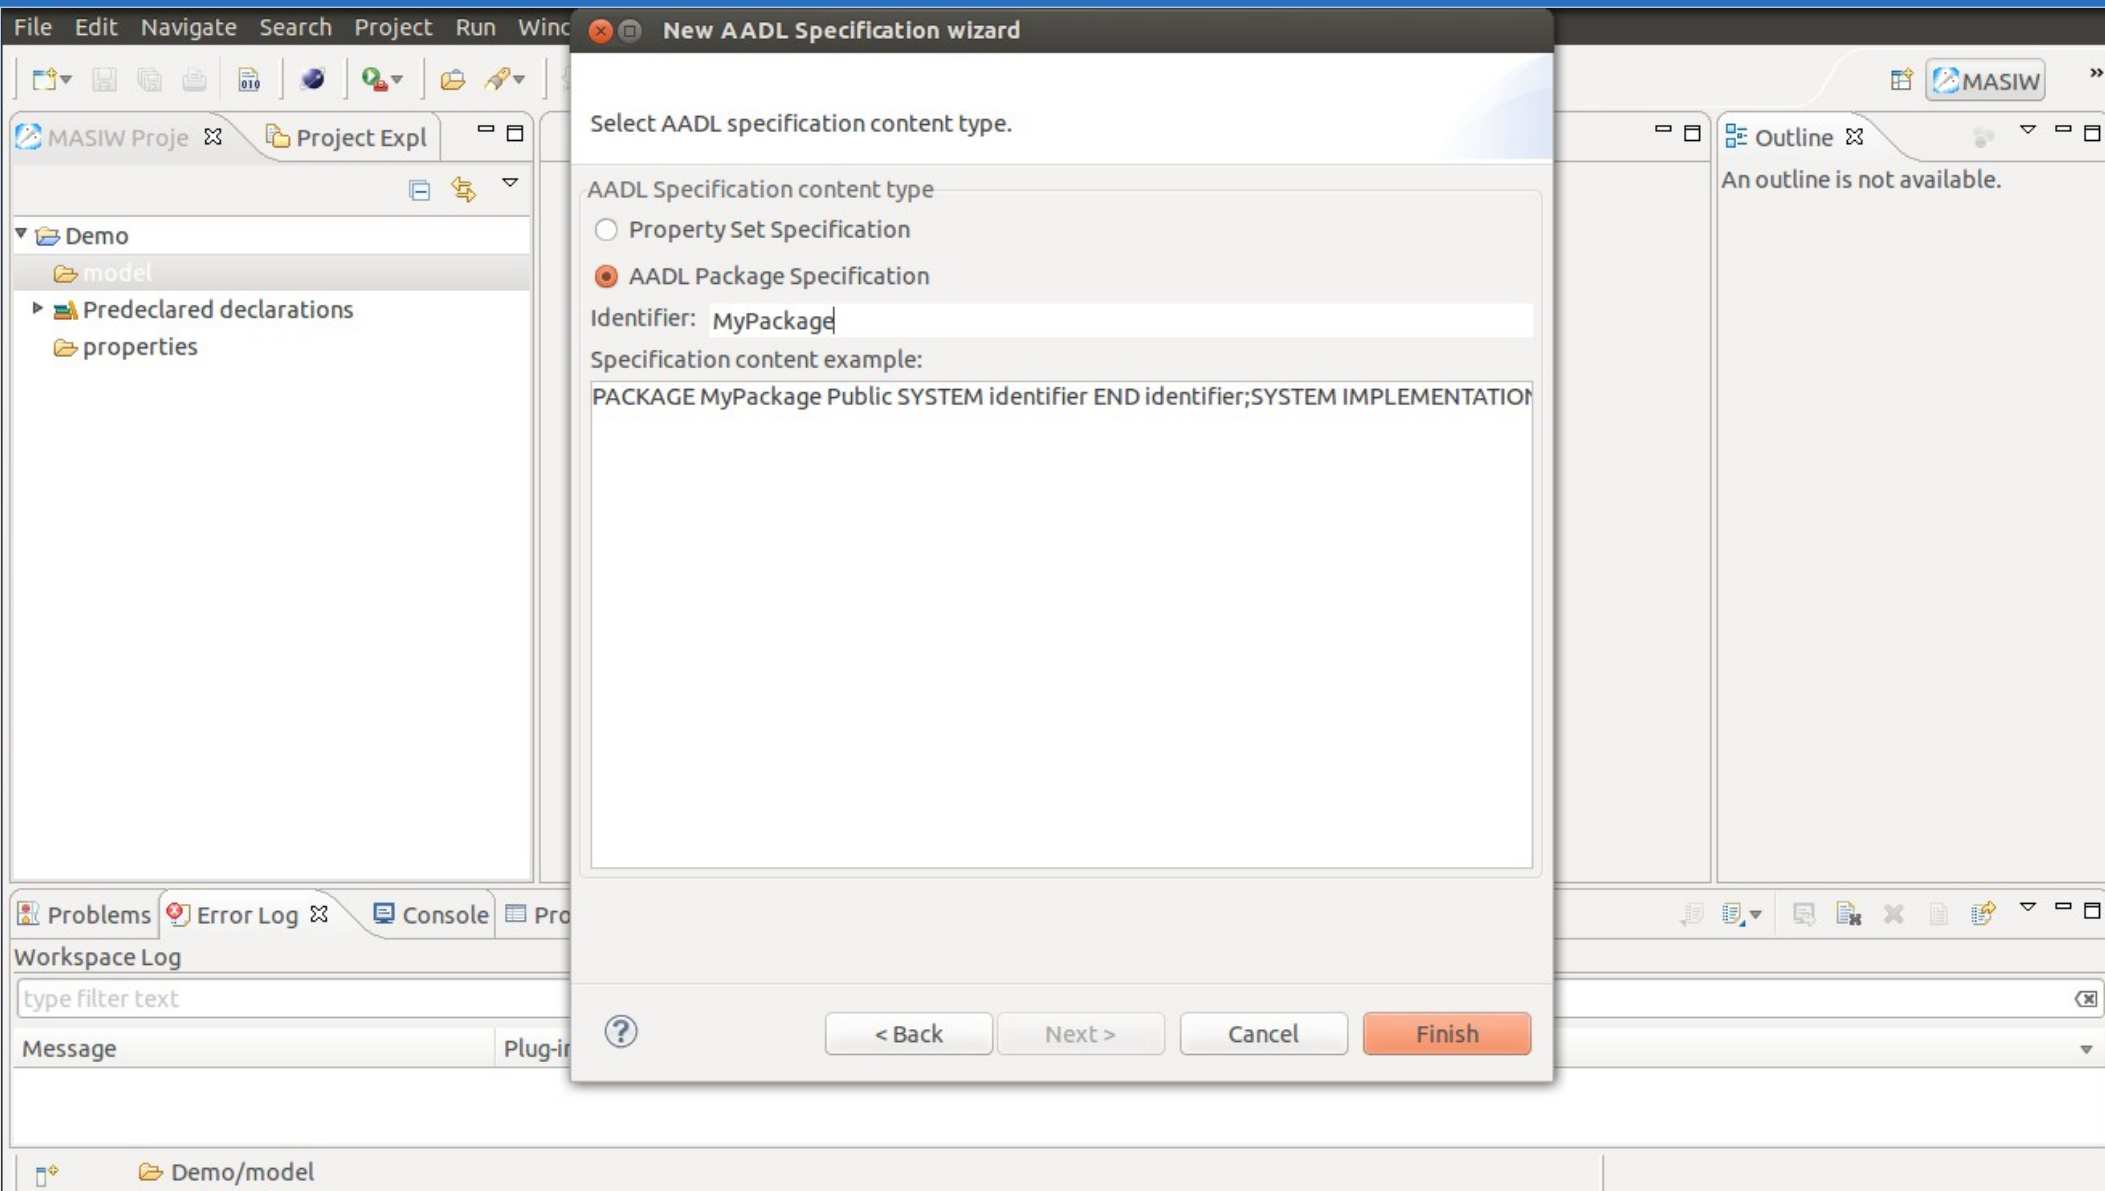 File Edit Navigate Search Project Run Wind
New AADL Specification wizard
MASIW
MASIW Proje
Project Expl
Select AADL specification content type.
Outline
An outline is not available.
AADL Specification content type
Property Set Specification
AADL Package Specification
Identifier: MyPackage
Specification content example:
PACKAGE MyPackage Public SYSTEM identifier END identifier;SYSTEM IMPLEMENTATION
Demo
model
Predeclared declarations
properties
Problems
Error Log
Console
Pro
Workspace Log
type filter text
Message
Plug-in
< Back
Next >
Cancel
Finish
Demo/model